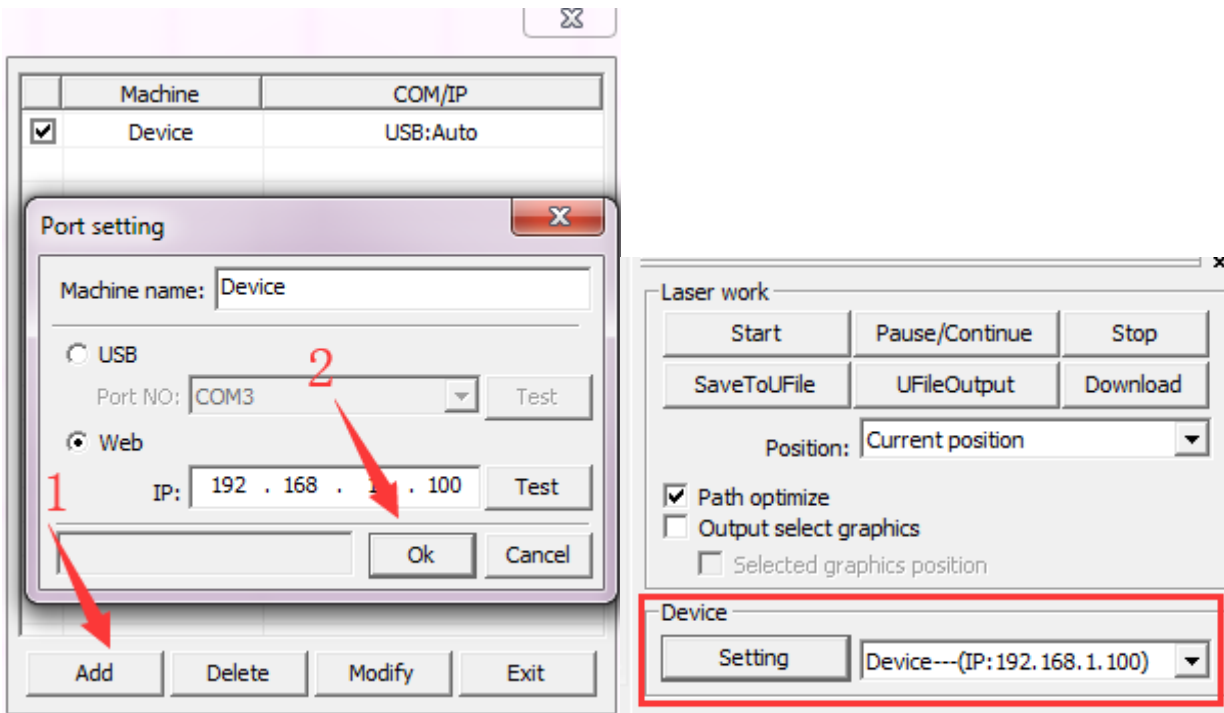 Machine COM/IP
Device USB:Auto
Port setting
Machine name: Device
USB
2
Port NO: COM3 Test
Web
1
IP: 192 . 168 . . 100 Test
Ok Cancel
Add Delete Modify Exit
Laser work
Start Pause/Continue Stop
SaveToUFile UFileOutput Download
Position: Current position
Path optimize
Output select graphics
Selected graphics position
Device
Setting Device---(IP:192.168.1.100)